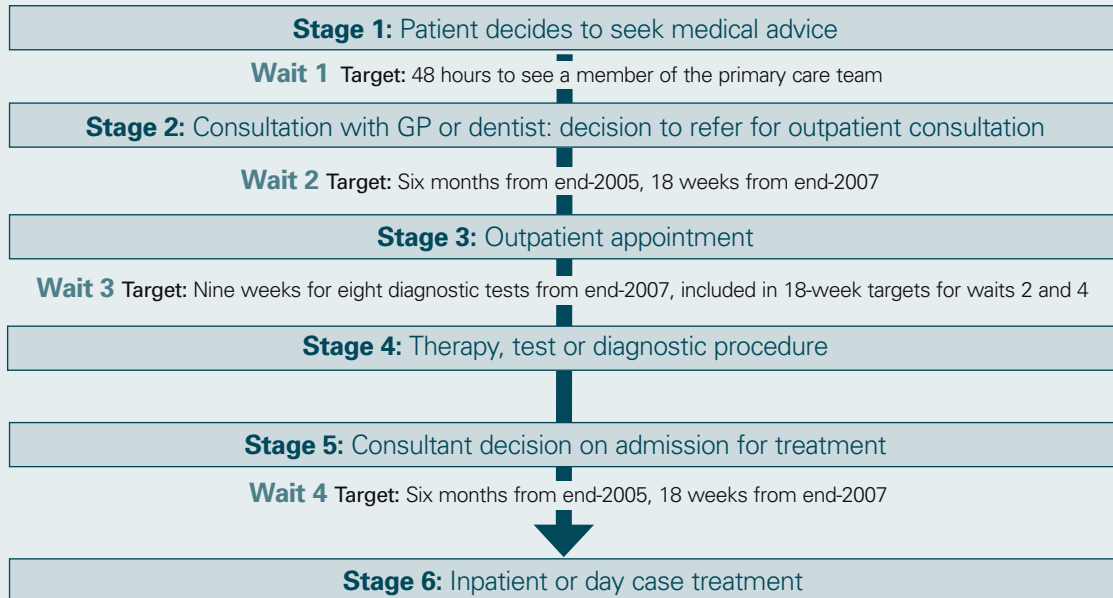 Stage 1: Patient decides to seek medical advice
Wait 1 Target: 48 hours to see a member of the primary care team
Stage 2: Consultation with GP or dentist: decision to refer for outpatient consultation
Wait 2 Target: Six months from end-2005, 18 weeks from end-2007
Stage 3: Outpatient appointment
Wait 3 Target: Nine weeks for eight diagnostic tests from end-2007, included in 18-week targets for waits 2 and 4
Stage 4: Therapy, test or diagnostic procedure
Stage 5: Consultant decision on admission for treatment
Wait 4 Target: Six months from end-2005, 18 weeks from end-2007
Stage 6: Inpatient or day case treatment